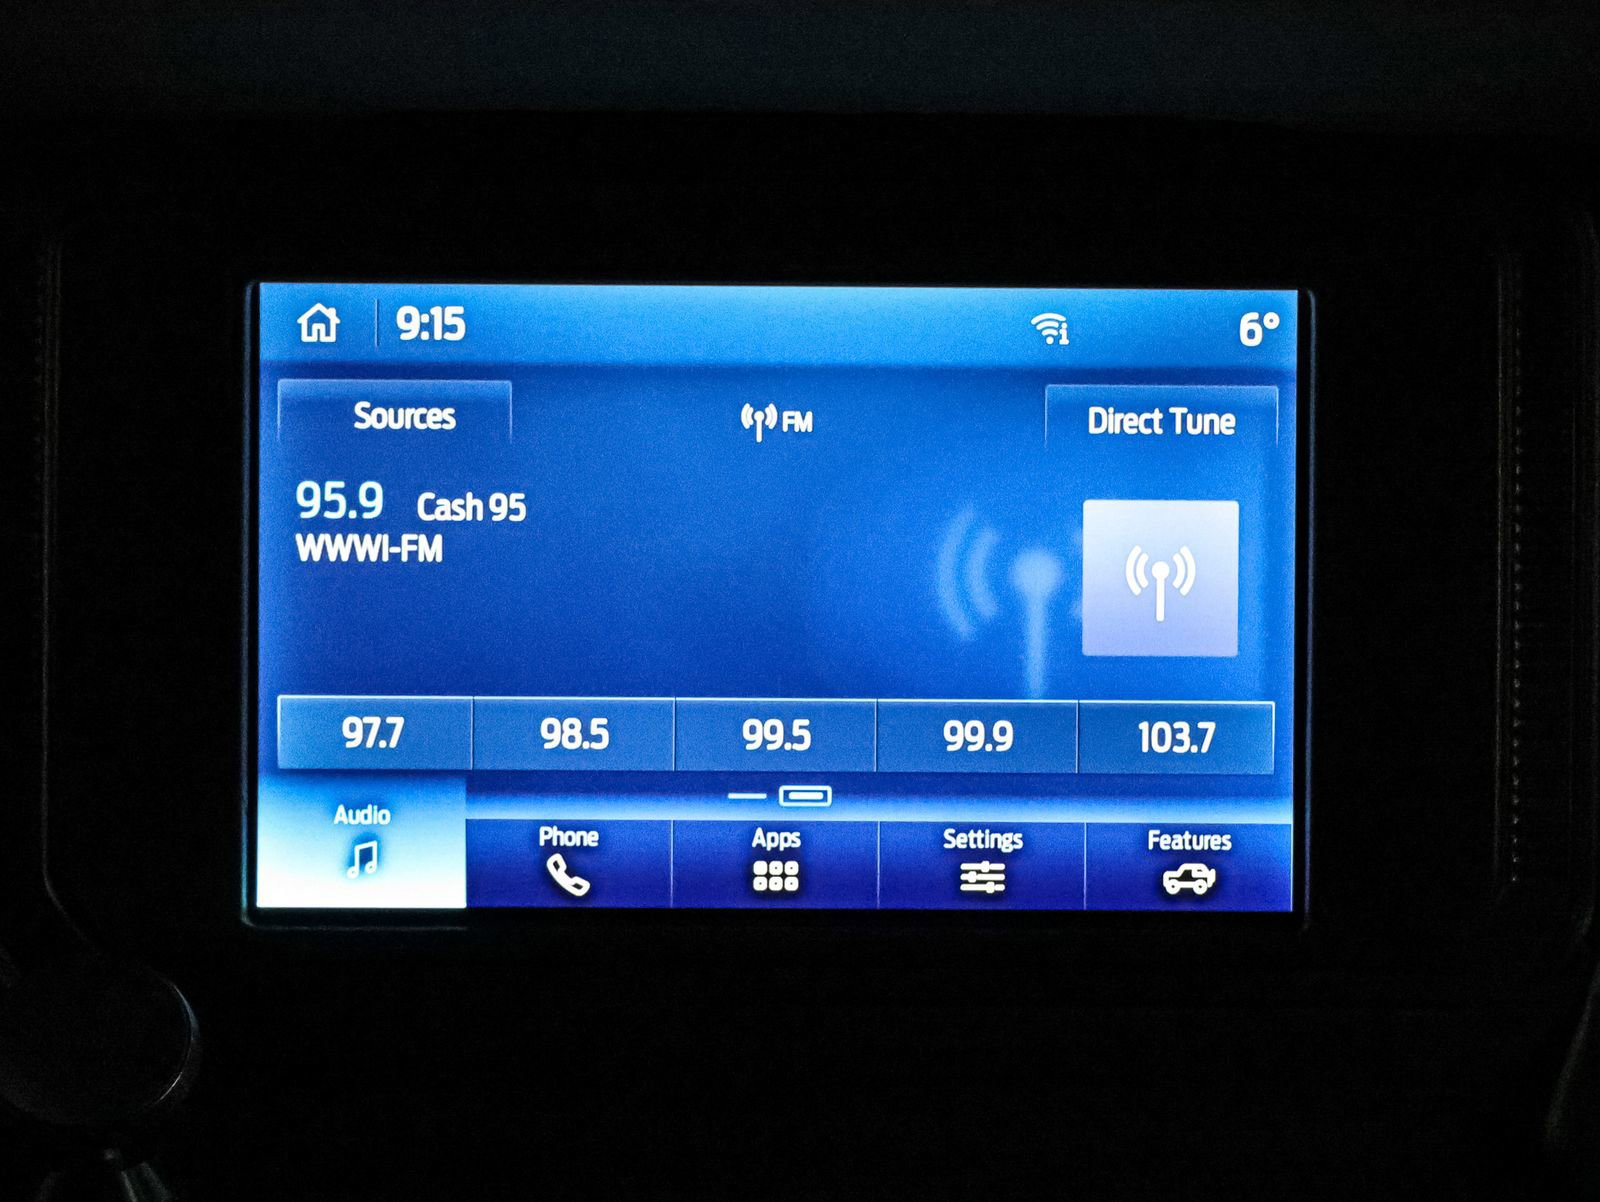 9:15 6°
Sources FM Direct Tune
95.9 Cash 95
WWWI-FM
97.7 98.5 99.5 99.9 103.7
Audio Phone Apps Settings Features